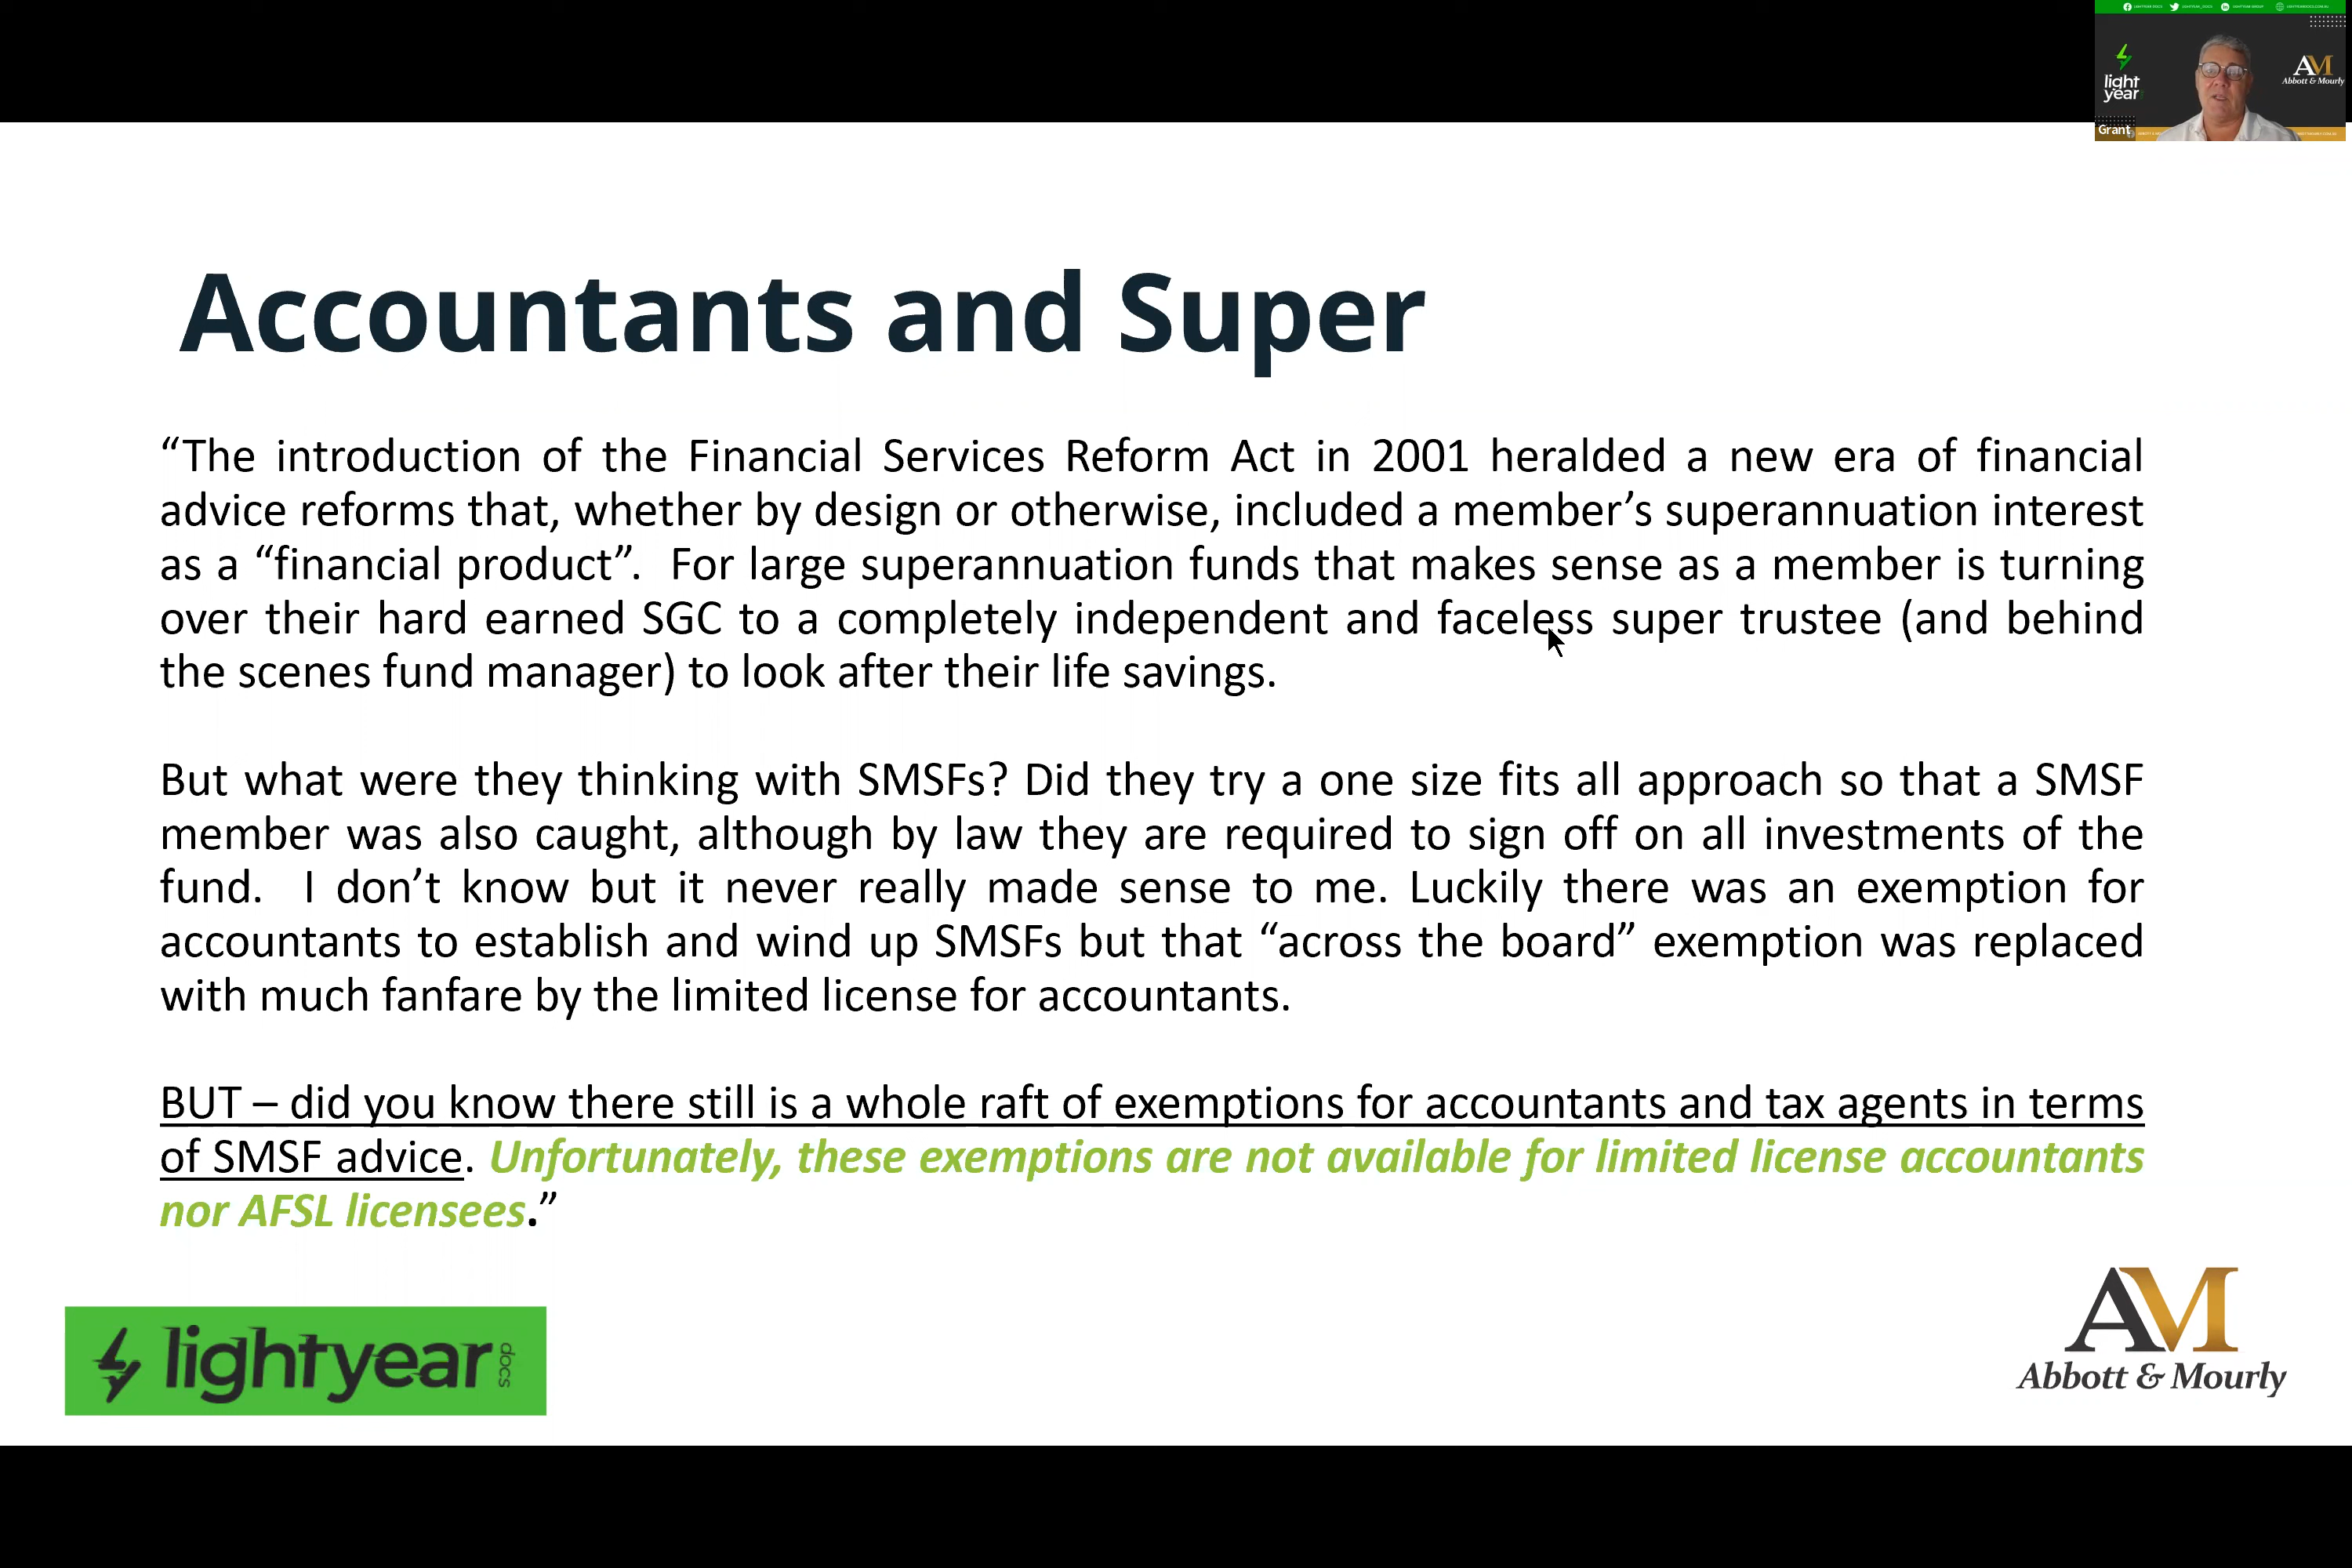 light
year
AM
Abbott & Mourly
Grant
Accountants and Super
“The introduction of the Financial Services Reform Act in 2001 heralded a new era of financial
advice reforms that, whether by design or otherwise, included a member’s superannuation interest
as a “financial product”.  For large superannuation funds that makes sense as a member is turning
over their hard earned SGC to a completely independent and faceless super trustee (and behind
the scenes fund manager) to look after their life savings.
But what were they thinking with SMSFs? Did they try a one size fits all approach so that a SMSF
member was also caught, although by law they are required to sign off on all investments of the
fund.  I don’t know but it never really made sense to me. Luckily there was an exemption for
accountants to establish and wind up SMSFs but that “across the board” exemption was replaced
with much fanfare by the limited license for accountants.
BUT – did you know there still is a whole raft of exemptions for accountants and tax agents in terms
of SMSF advice. Unfortunately, these exemptions are not available for limited license accountants
nor AFSL licensees.”
lightyear docs
AM
Abbott & Mourly